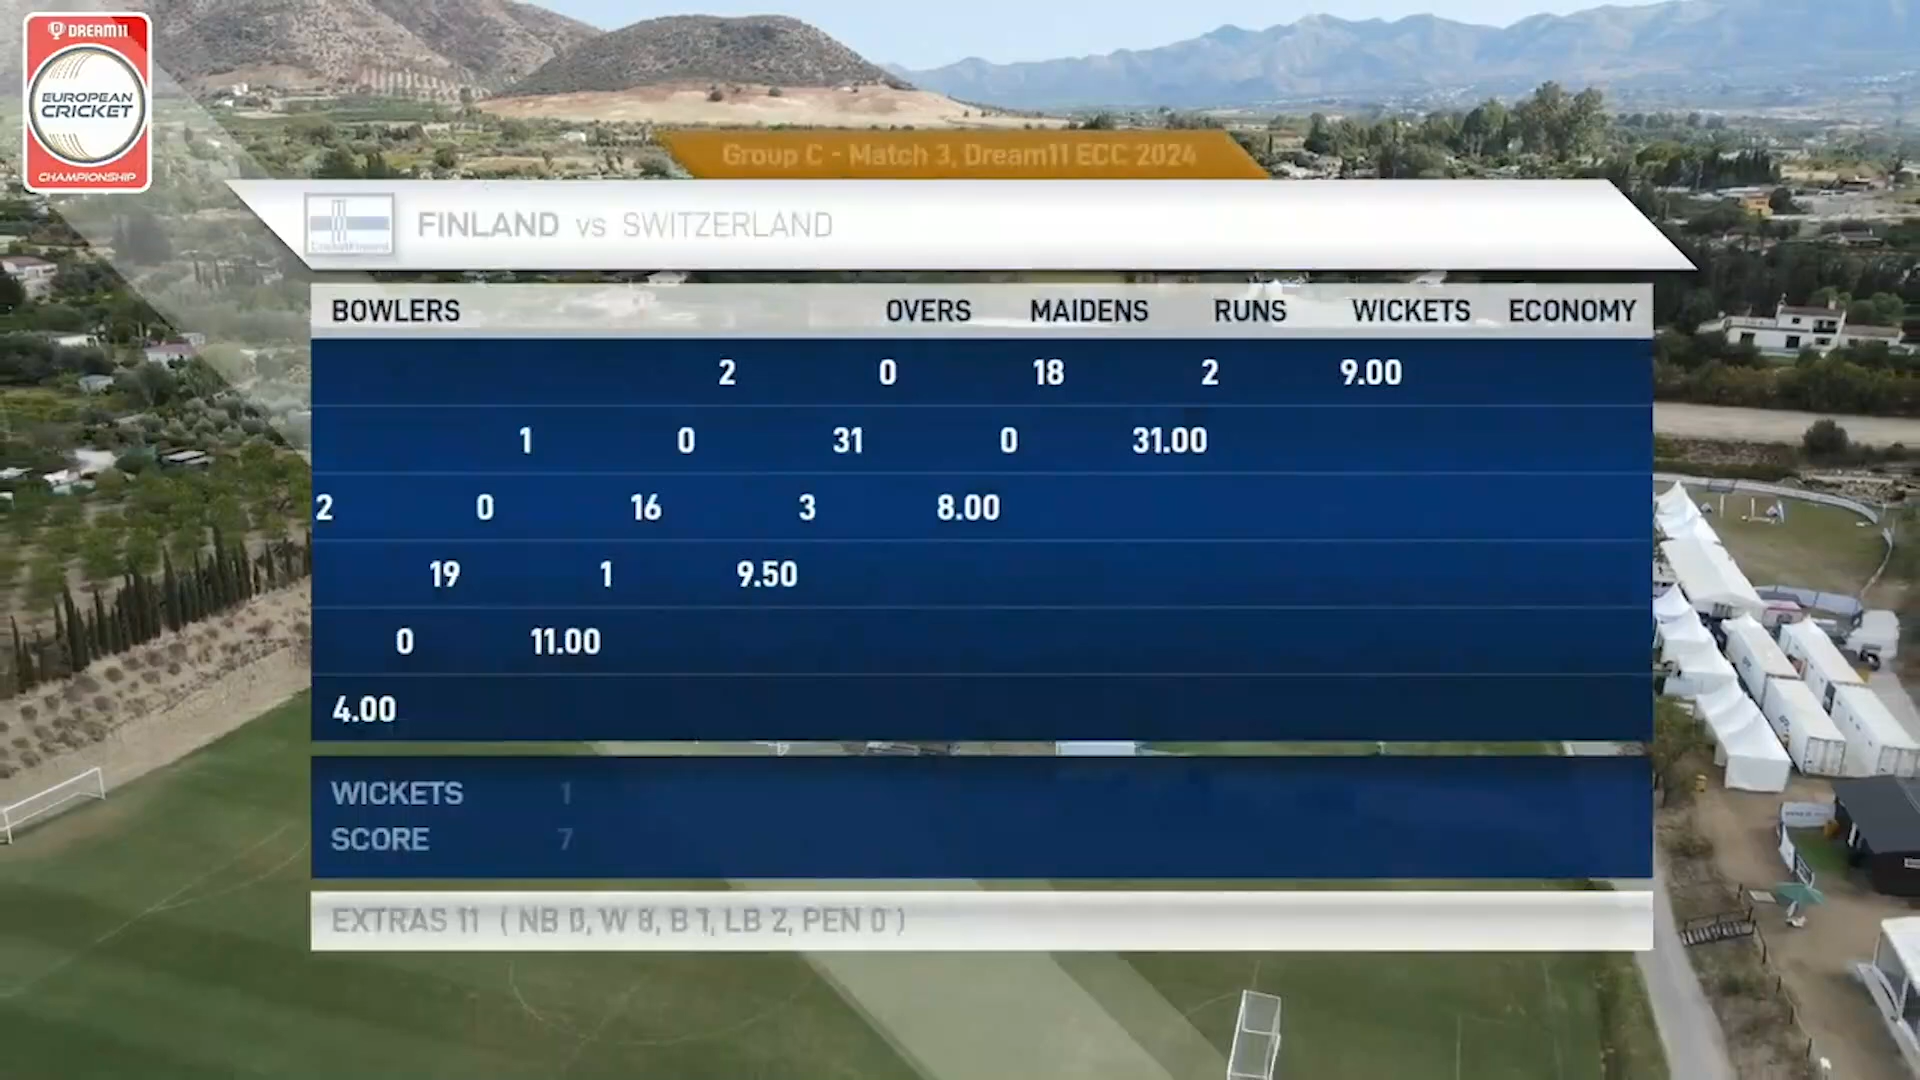 DREAM11
EUROPEAN
CRICKET
CHAMPIONSHIP
Group C - Match 3, Dream11 ECC 2024
FINLAND vs SWITZERLAND
BOWLERS OVERS MAIDENS RUNS WICKETS ECONOMY
2 0 18 2 9.00
1 0 31 0 31.00
2 0 16 3 8.00
19 1 9.50
0 11.00
4.00
WICKETS 1
SCORE 7
EXTRAS 11 ( NB 0, W 8, B 1, LB 2, PEN 0 )